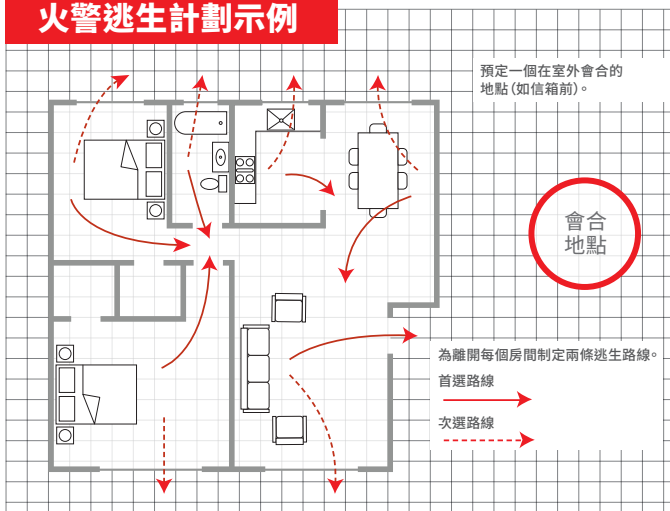 火警逃生計劃示例
預定一個在室外會合的
地點(如信箱前)。
會合
地點
為離開每個房間制定兩條逃生路線。
首選路線
次選路線